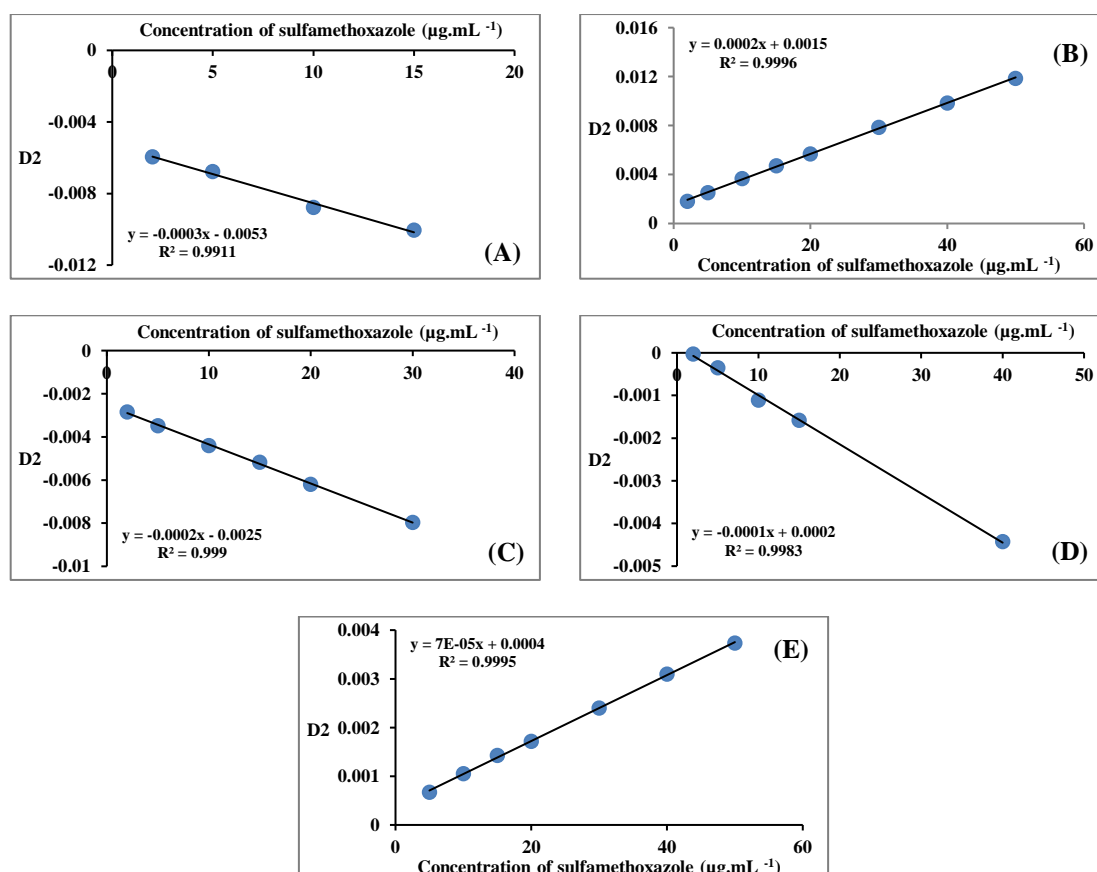 Concentration of sulfamethoxazole (µg.mL -1)
0
0 5 10 15 20
-0.004
D2
-0.008
y = -0.0003x - 0.0053
R² = 0.9911
-0.012
(A)
0.016
y = 0.0002x + 0.0015
R² = 0.9996
(B)
0.012
D2 0.008
0.004
0
0 20 40 60
Concentration of sulfamethoxazole (µg.mL -1)
Concentration of sulfamethoxazole (µg.mL -1)
0
0 10 20 30 40
-0.002
-0.004
D2
-0.006
-0.008
y = -0.0002x - 0.0025
R² = 0.999
-0.01
(C)
Concentration of sulfamethoxazole (µg.mL -1)
0
0 10 20 30 40 50
-0.001
-0.002
D2
-0.003
-0.004
y = -0.0001x + 0.0002
R² = 0.9983
-0.005
(D)
0.004
y = 7E-05x + 0.0004
R² = 0.9995
(E)
0.003
D2 0.002
0.001
0
0 20 40 60
Concentration of sulfamethoxazole (µg.mL -1)